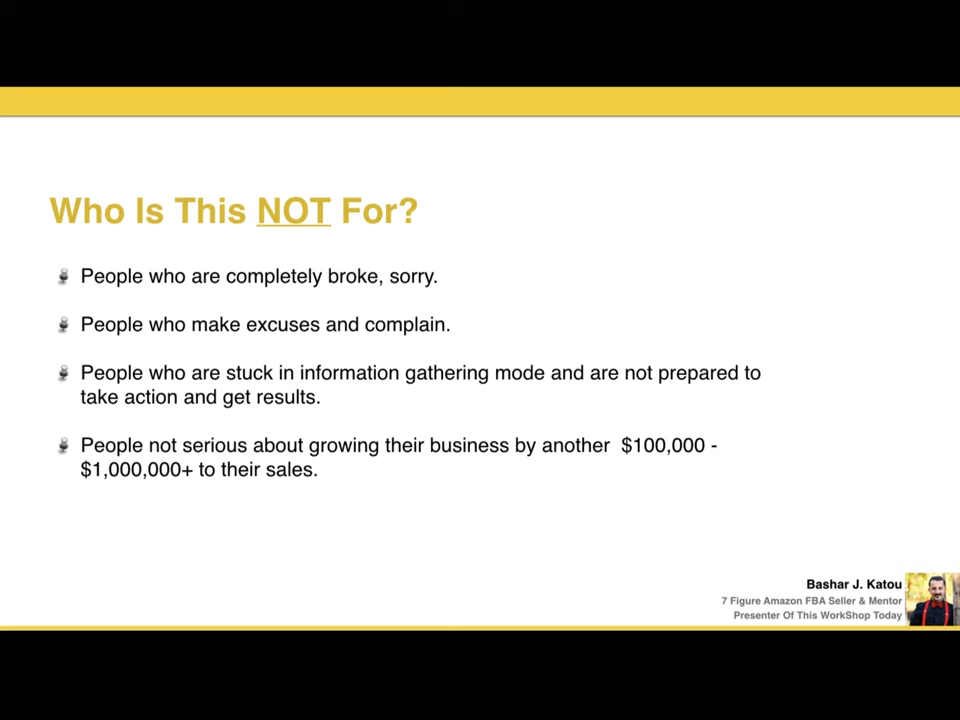 Who Is This NOT For?
People who are completely broke, sorry.
People who make excuses and complain.
People who are stuck in information gathering mode and are not prepared to
take action and get results.
People not serious about growing their business by another  $100,000 -
$1,000,000+ to their sales.
Bashar J. Katou
7 Figure Amazon FBA Seller & Mentor
Presenter Of This WorkShop Today